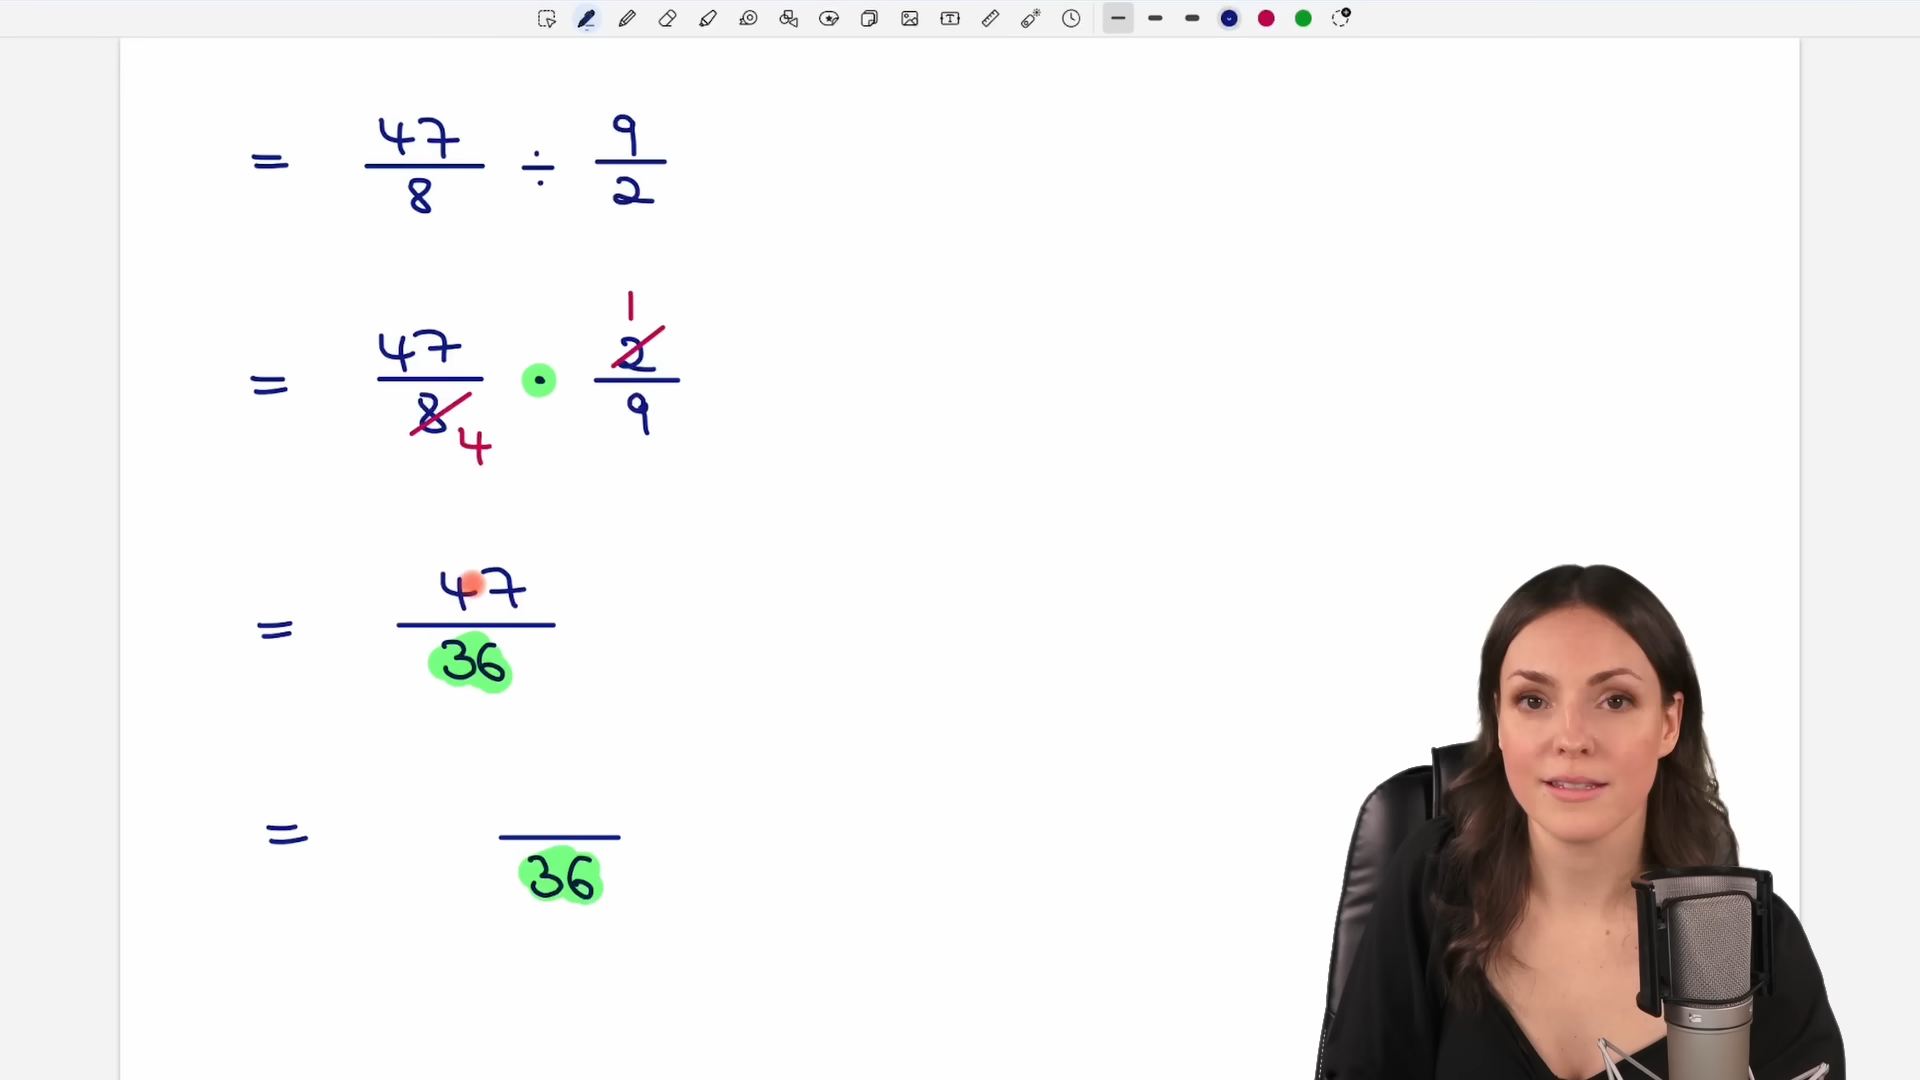 = 47/8 ÷ 9/2
1
= 47/8 · 2/9
4
= 47/36
= /36